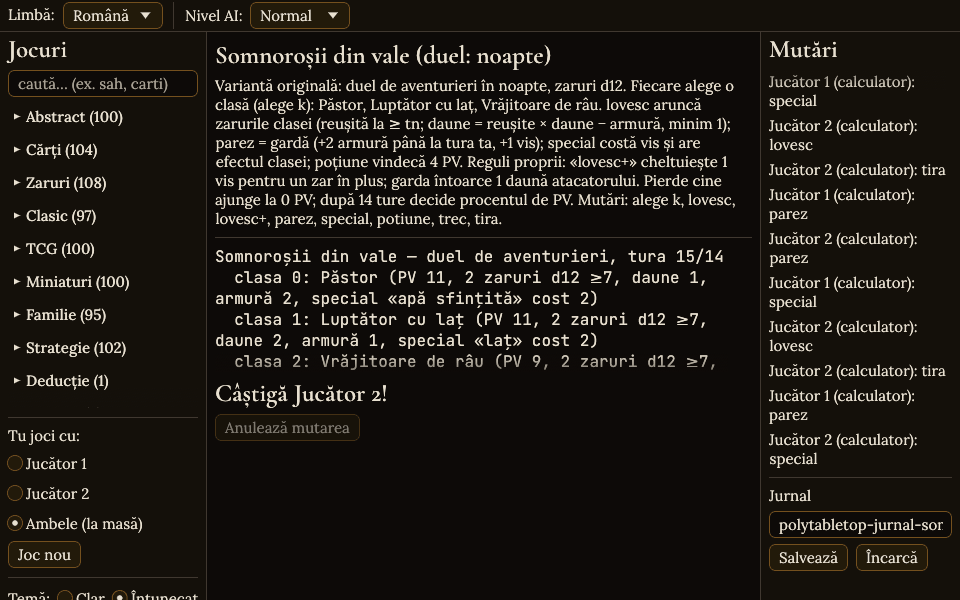 Limbă: Română ▼ Nivel AI: Normal ▼
Jocuri
caută... (ex. sah, carti)
▸ Abstract (100)
▸ Cărți (104)
▸ Zaruri (108)
▸ Clasic (97)
▸ TCG (100)
▸ Miniaturi (100)
▸ Familie (95)
▸ Strategie (102)
▸ Deducție (1)
Tu joci cu:
Jucător 1
Jucător 2
Ambele (la masă)
Joc nou
Temă: Clar Întunecat
Somnoroșii din vale (duel: noapte)
Variantă originală: duel de aventurieri în noapte, zaruri d12. Fiecare alege o
clasă (alege k): Păstor, Luptător cu laț, Vrăjitoare de râu. lovesc aruncă
zarurile clasei (reușită la ≥ tn; daune = reușite × daune − armură, minim 1);
parez = gardă (+2 armură până la tura ta, +1 vis); special costă vis și are
efectul clasei; poțiune vindecă 4 PV. Reguli proprii: «lovesc+» cheltuiește 1
vis pentru un zar în plus; garda întoarce 1 daună atacatorului. Pierde cine
ajunge la 0 PV; după 14 ture decide procentul de PV. Mutări: alege k, lovesc,
lovesc+, parez, special, potiune, trec, tira.
Somnoroșii din vale — duel de aventurieri, tura 15/14
clasa 0: Păstor (PV 11, 2 zaruri d12 ≥7, daune 1,
armură 2, special «apă sfințită» cost 2)
clasa 1: Luptător cu laț (PV 11, 2 zaruri d12 ≥7,
daune 2, armură 1, special «laț» cost 2)
clasa 2: Vrăjitoare de râu (PV 9, 2 zaruri d12 ≥7,
Câștigă Jucător 2!
Anulează mutarea
Mutări
Jucător 1 (calculator):
special
Jucător 2 (calculator):
lovesc
Jucător 2 (calculator): tira
Jucător 1 (calculator):
parez
Jucător 2 (calculator):
parez
Jucător 1 (calculator):
special
Jucător 2 (calculator):
lovesc
Jucător 2 (calculator): tira
Jucător 1 (calculator):
parez
Jucător 2 (calculator):
special
Jurnal
polytabletop-jurnal-sor
Salvează Încarcă